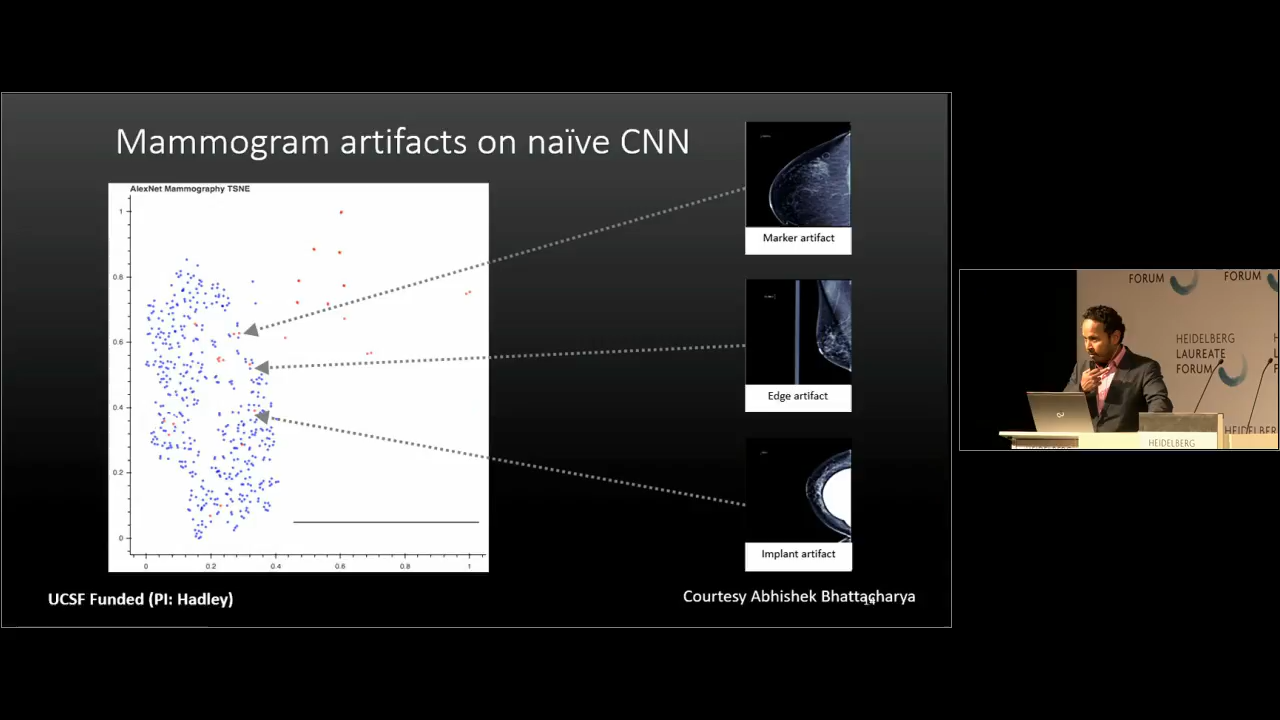 Mammogram artifacts on naïve CNN
AlexNet Mammography TSNE
1
0.8
0.6
0.4
0.2
0
0
0.2
0.4
0.6
0.8
1
Marker artifact
Edge artifact
Implant artifact
UCSF Funded (PI: Hadley)
Courtesy Abhishek Bhattacharya
14
FORUM
FORUM
HEIDELBERG
LAUREATE
FORUM
HEIDELBERG
HEIDELBERG